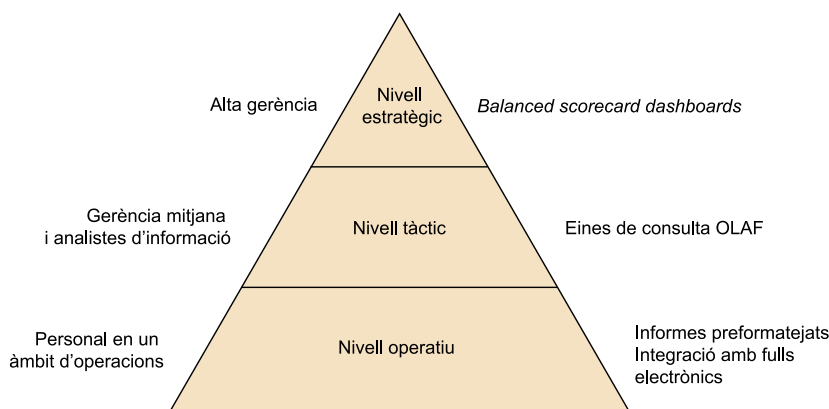 Alta gerència
Nivell
estratègic
Balanced scorecard dashboards
Gerència mitjana
i analistes d’informació
Nivell tàctic
Eines de consulta OLAF
Personal en un
àmbit d’operacions
Nivell operatiu
Informes preformatejats
Integració amb fulls
electrònics